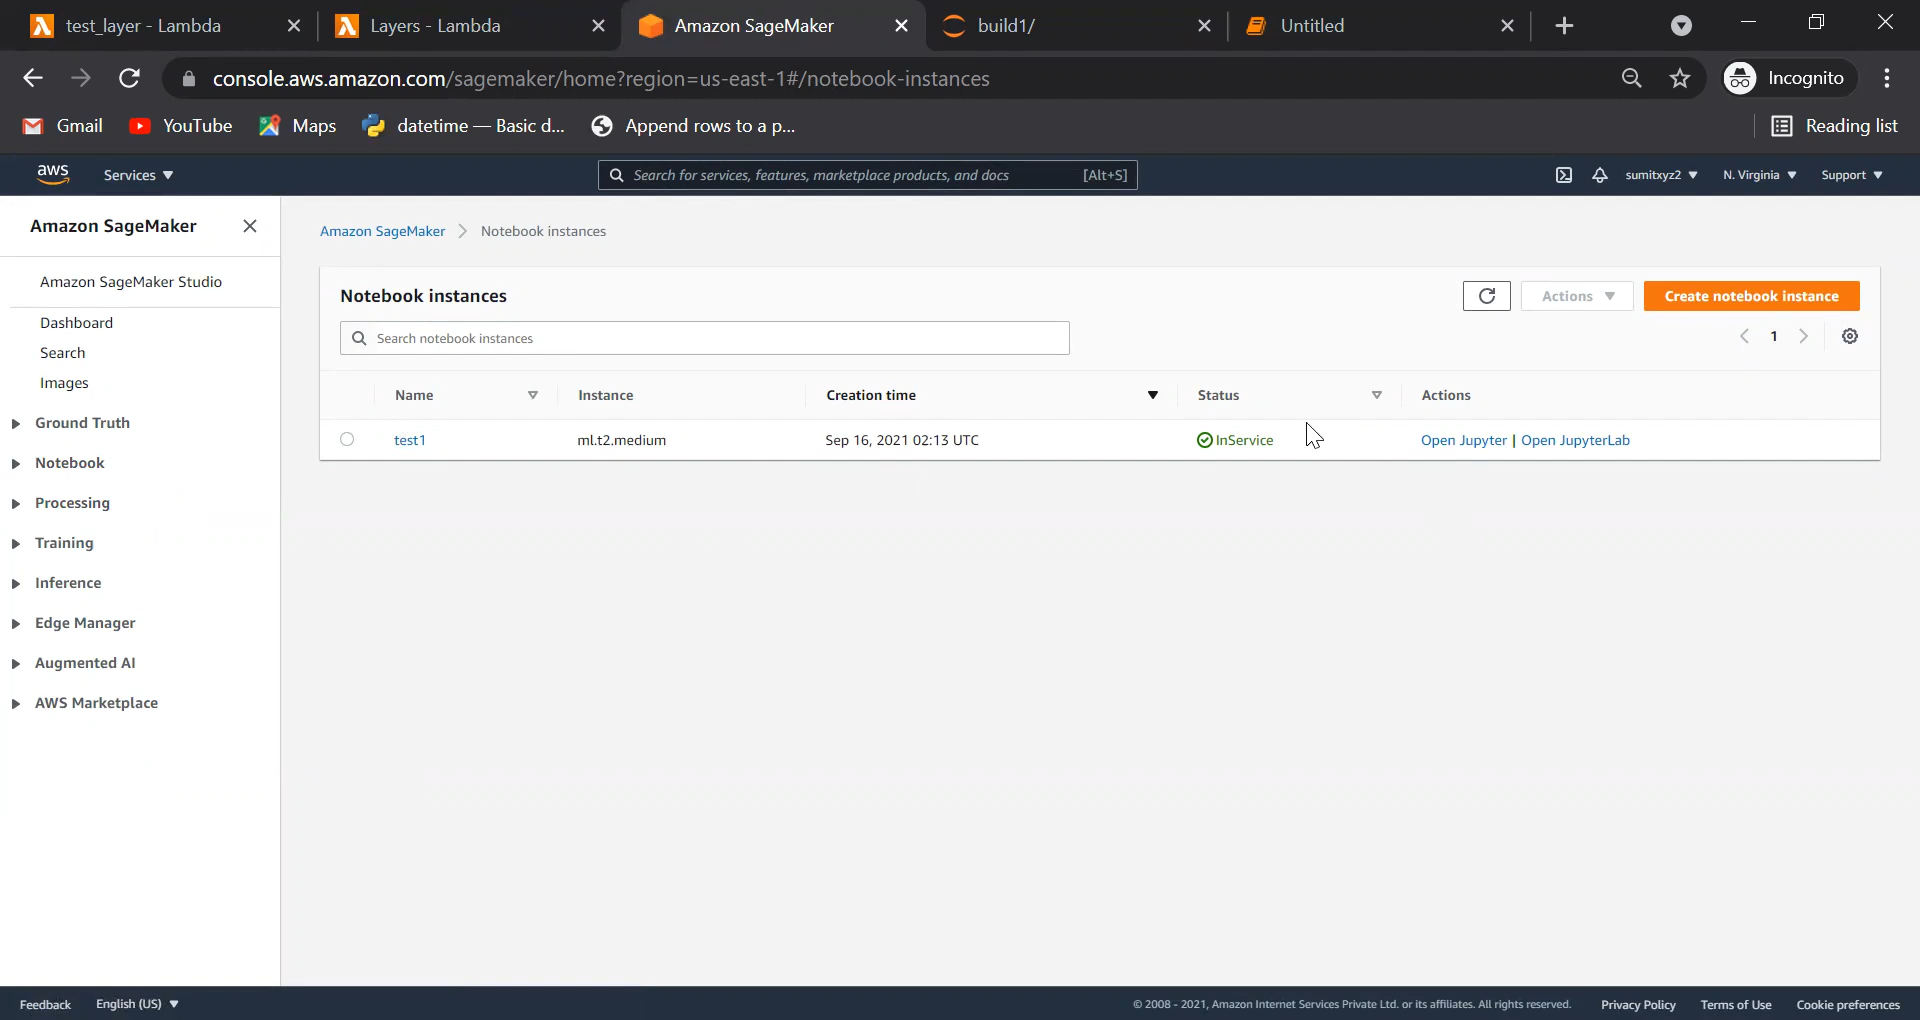 test_layer - Lambda
Layers - Lambda
Amazon SageMaker
build1/
Untitled
console.aws.amazon.com/sagemaker/home?region=us-east-1#/notebook-instances
Incognito
Gmail
YouTube
Maps
datetime — Basic d...
Append rows to a p...
Reading list
aws
Services
Search for services, features, marketplace products, and docs [Alt+S]
sumitxyz2
N. Virginia
Support
Amazon SageMaker
Amazon SageMaker Studio
Dashboard
Search
Images
Ground Truth
Notebook
Processing
Training
Inference
Edge Manager
Augmented AI
AWS Marketplace
Amazon SageMaker > Notebook instances
Notebook instances
Actions
Create notebook instance
Search notebook instances
1
Name Instance Creation time Status Actions
test1 ml.t2.medium Sep 16, 2021 02:13 UTC InService Open Jupyter | Open JupyterLab
Feedback
English (US)
© 2008 - 2021, Amazon Internet Services Private Ltd. or its affiliates. All rights reserved.
Privacy Policy
Terms of Use
Cookie preferences